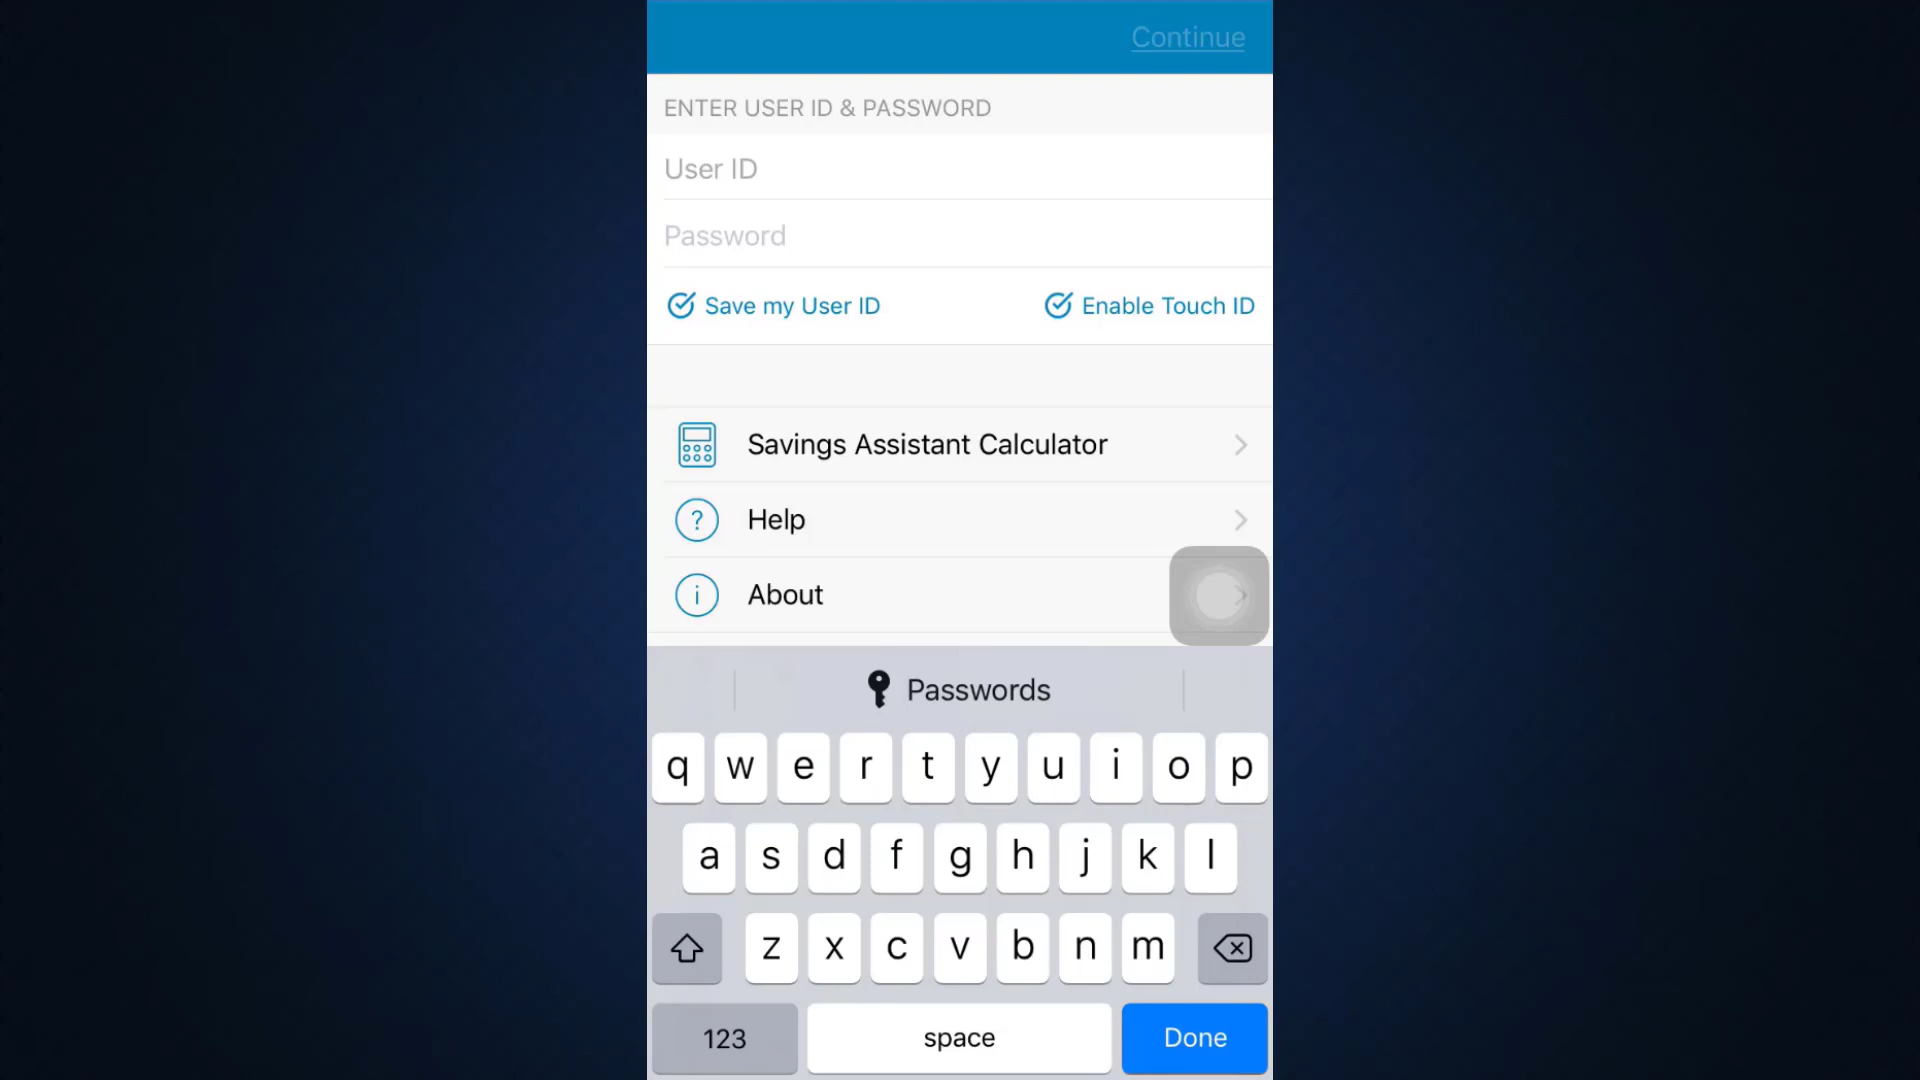 Continue
ENTER USER ID & PASSWORD
User ID
Password
Save my User ID Enable Touch ID
Savings Assistant Calculator
? Help
i About
Passwords
q w e r t y u i o p
a s d f g h j k l
z x c v b n m
123 space Done